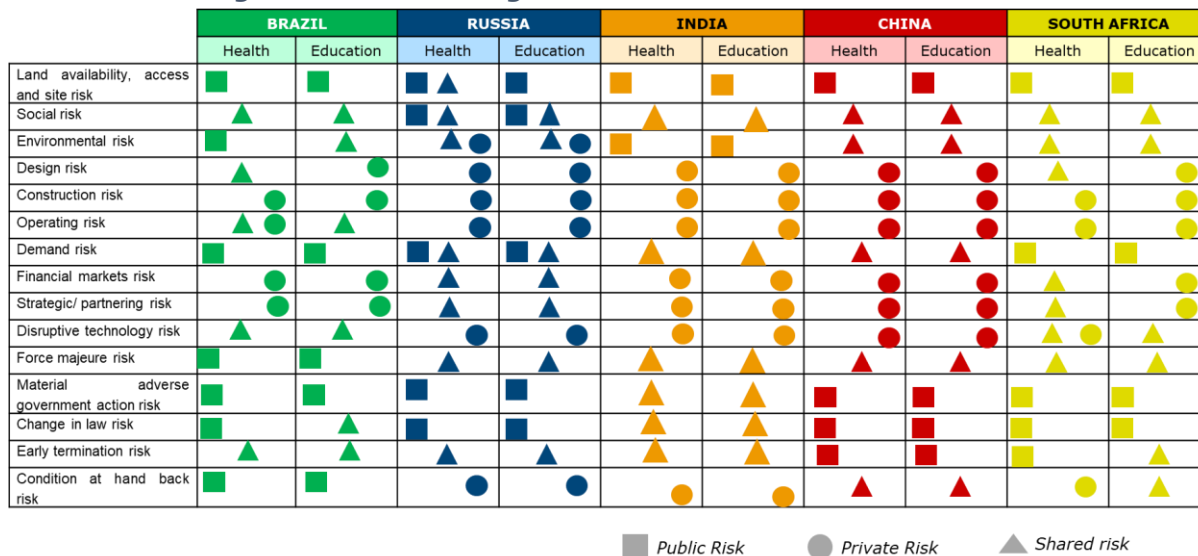 BRAZIL RUSSIA INDIA CHINA SOUTH AFRICA
Health Education Health Education Health Education Health Education Health Education
Land availability, access
and site risk
Social risk
Environmental risk
Design risk
Construction risk
Operating risk
Demand risk
Financial markets risk
Strategic/ partnering risk
Disruptive technology risk
Force majeure risk
Material adverse
government action risk
Change in law risk
Early termination risk
Condition at hand back
risk
Public Risk Private Risk Shared risk